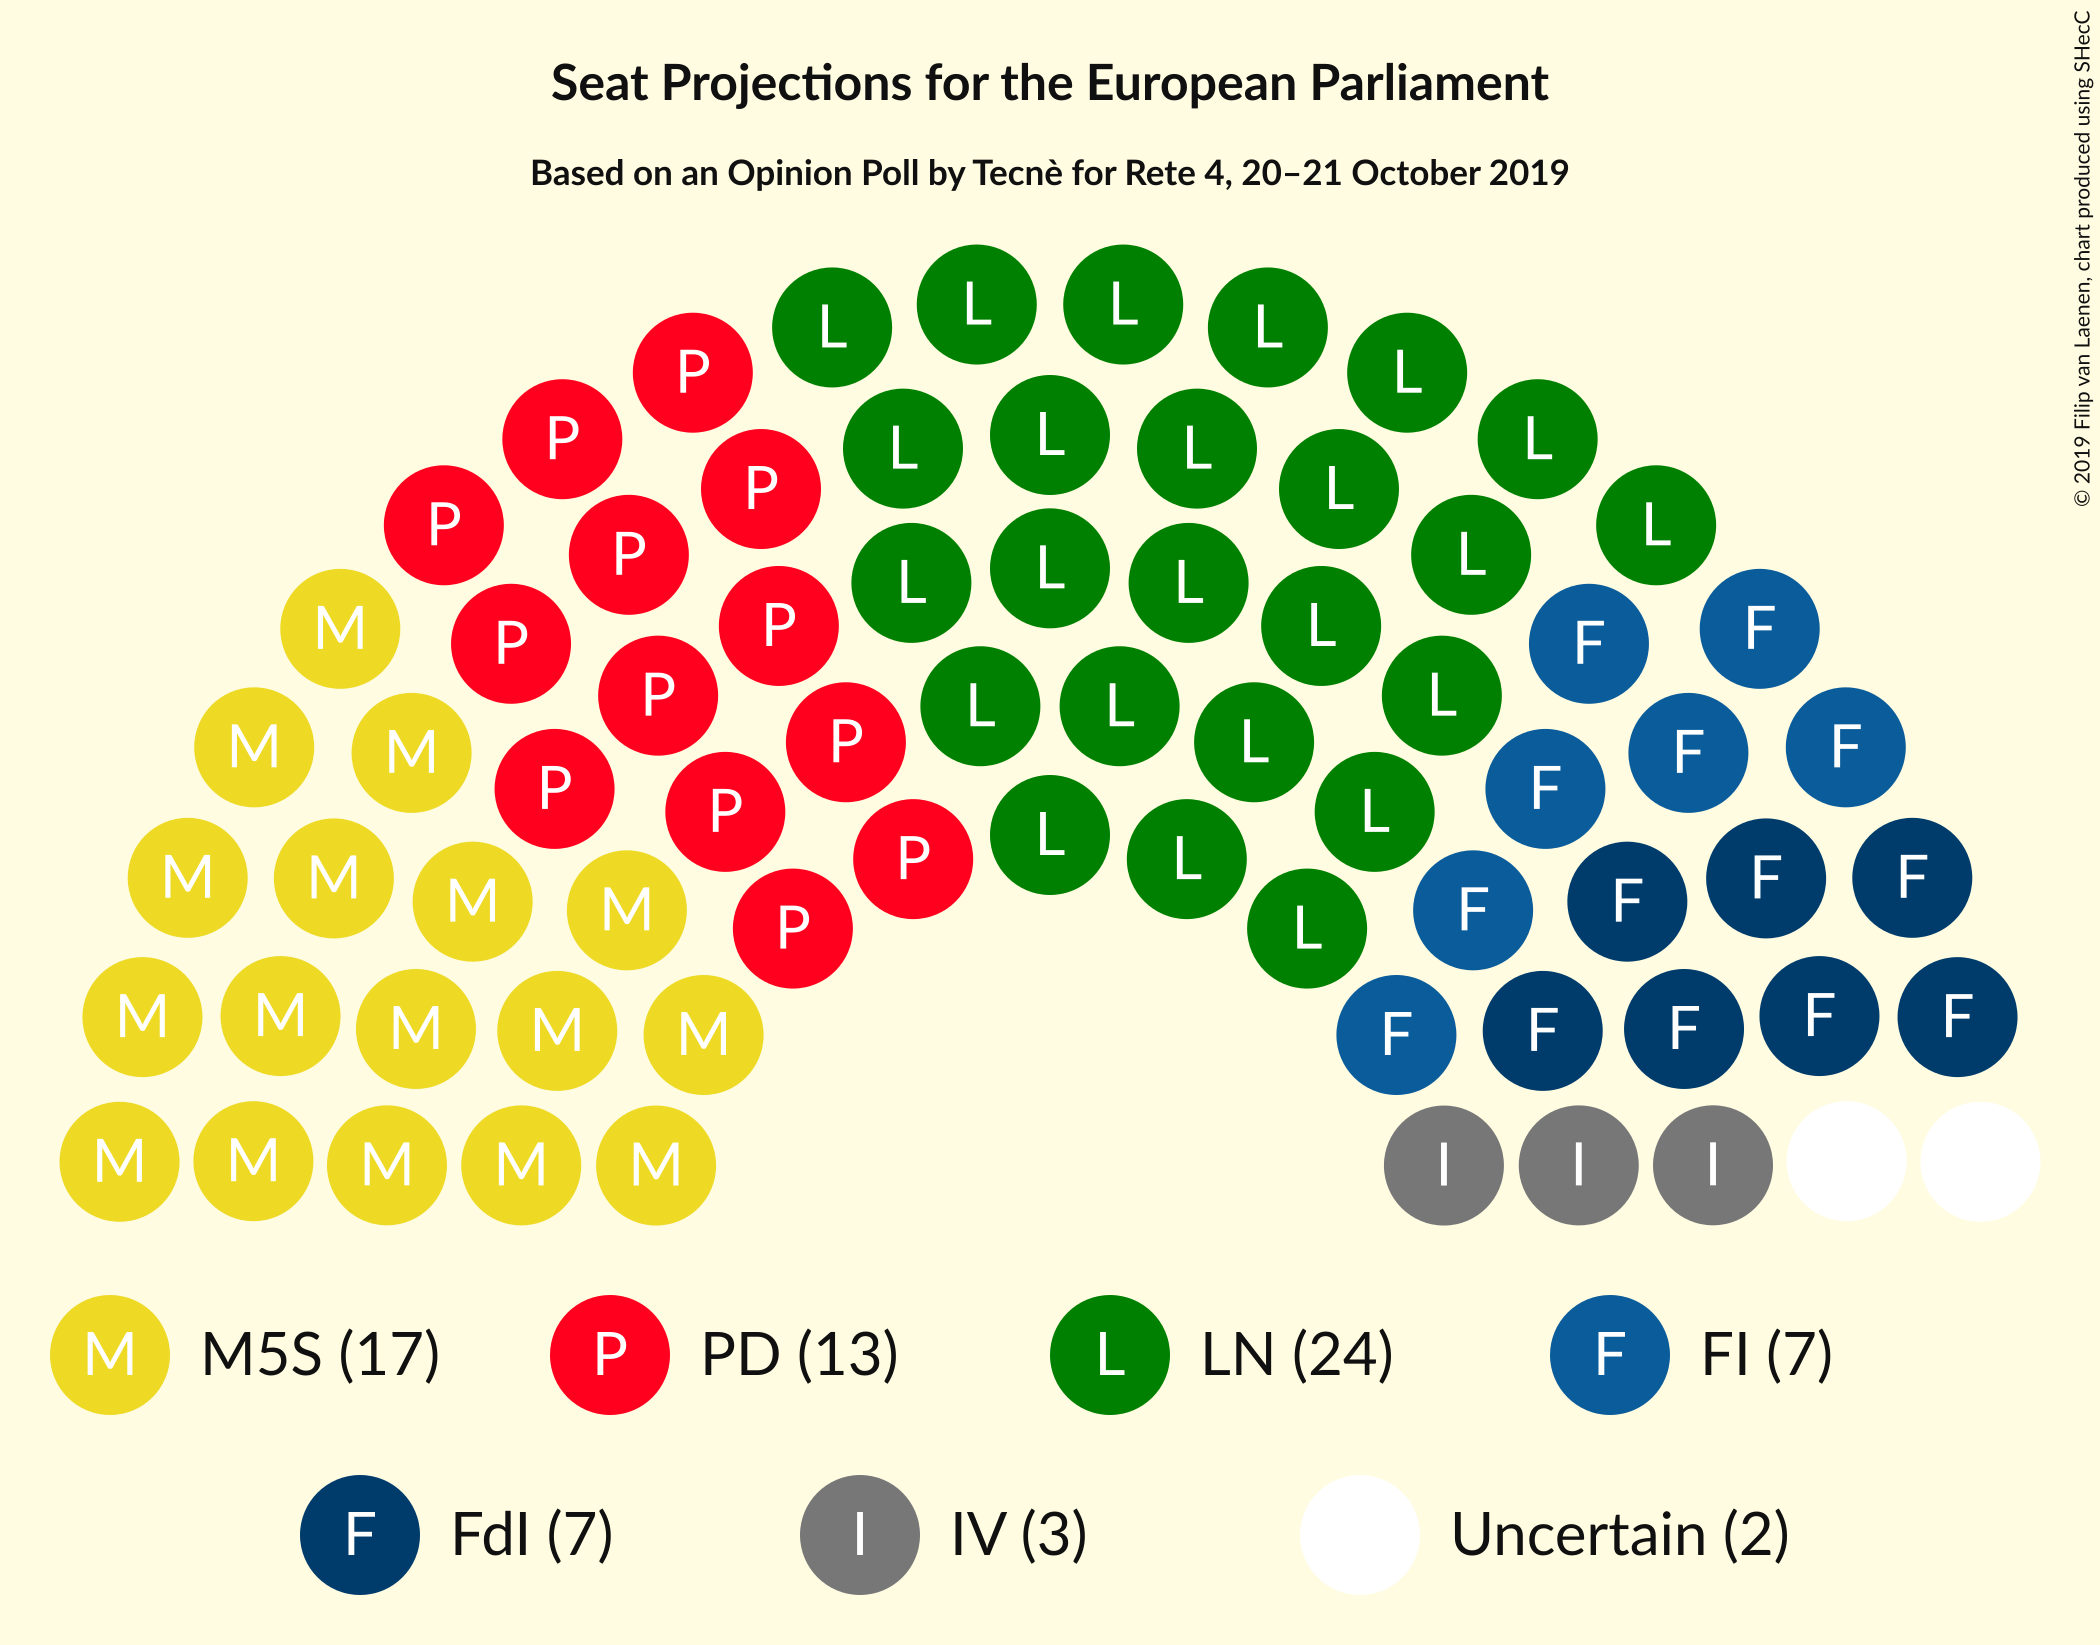 Seat Projections for the European Parliament
Based on an Opinion Poll by Tecnè for Rete 4, 20–21 October 2019
© 2019 Filip van Laenen, chart produced using SHecC
L L L L
P L
P L
L
L L
P L
P
P L
L
L L
P L
P
P L
M F F
P L
L L
P L
M P L M
M F F
P F
P L
L
P L
M M M F F F
M F
P L
M M M M M F F F F F
M M M M M I I I
M M5S (17) P PD (13) L LN (24) F FI (7)
F FdI (7) I IV (3) Uncertain (2)